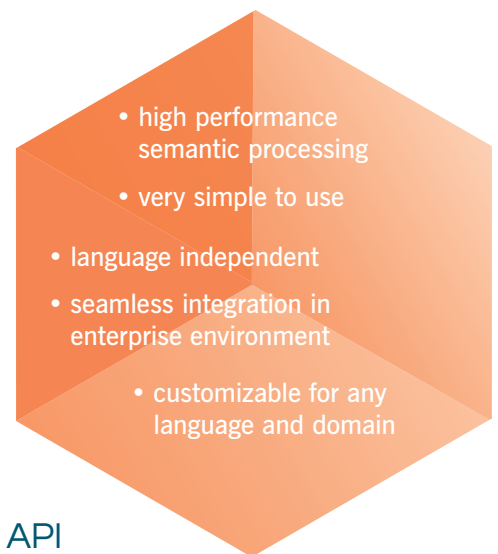 • high performance
semantic processing
• very simple to use
• language independent
• seamless integration in
enterprise environment
• customizable for any
language and domain
API